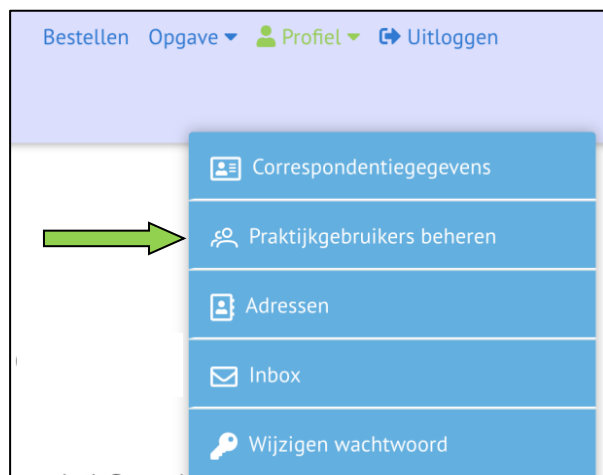 Bestellen Opgave Profiel Uitloggen
Correspondentiegegevens
Praktijkgebruikers beheren
Adressen
Inbox
Wijzigen wachtwoord